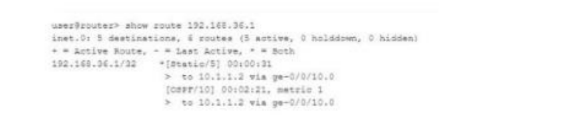 user@router> show route 192.168.36.1
inet.0: 5 destinations, 6 routes (5 active, 0 holddown, 0 hidden)
+ = Active Route, - = Last Active, * = Both
192.168.36.1/32 *[Static/5] 00:00:31
> to 10.1.1.2 via ge-0/0/10.0
[OSPF/10] 00:02:21, metric 1
> to 10.1.1.2 via ge-0/0/10.0